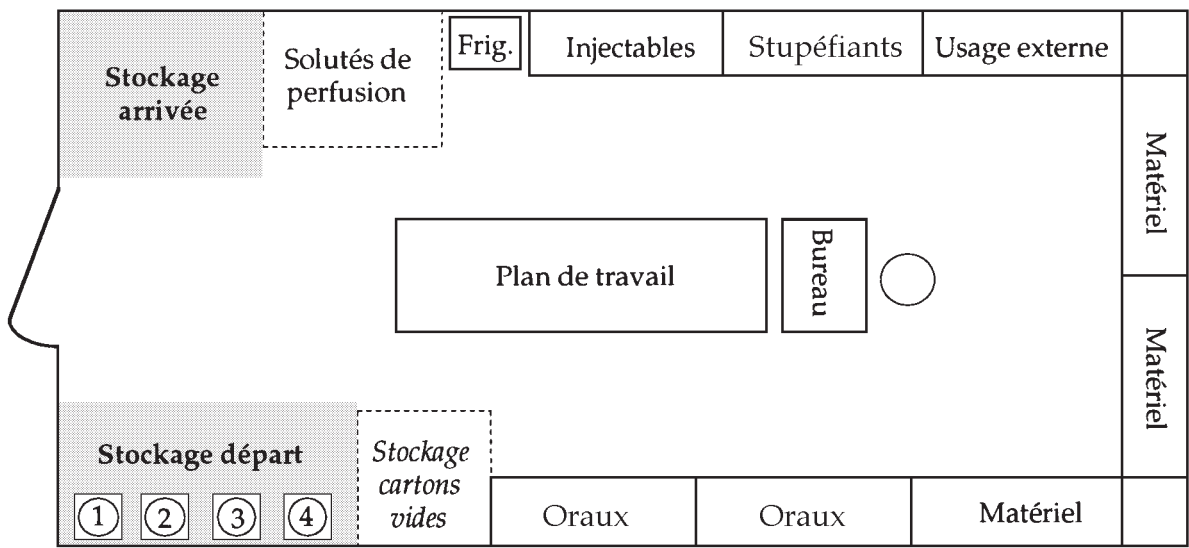 Stockage
arrivée
Solutés de
perfusion
Frig.
Injectables
Stupéfiants
Usage externe
Matériel
Plan de travail
Bureau
Matériel
Stockage départ
1 2 3 4
Stockage
cartons
vides
Oraux
Oraux
Matériel